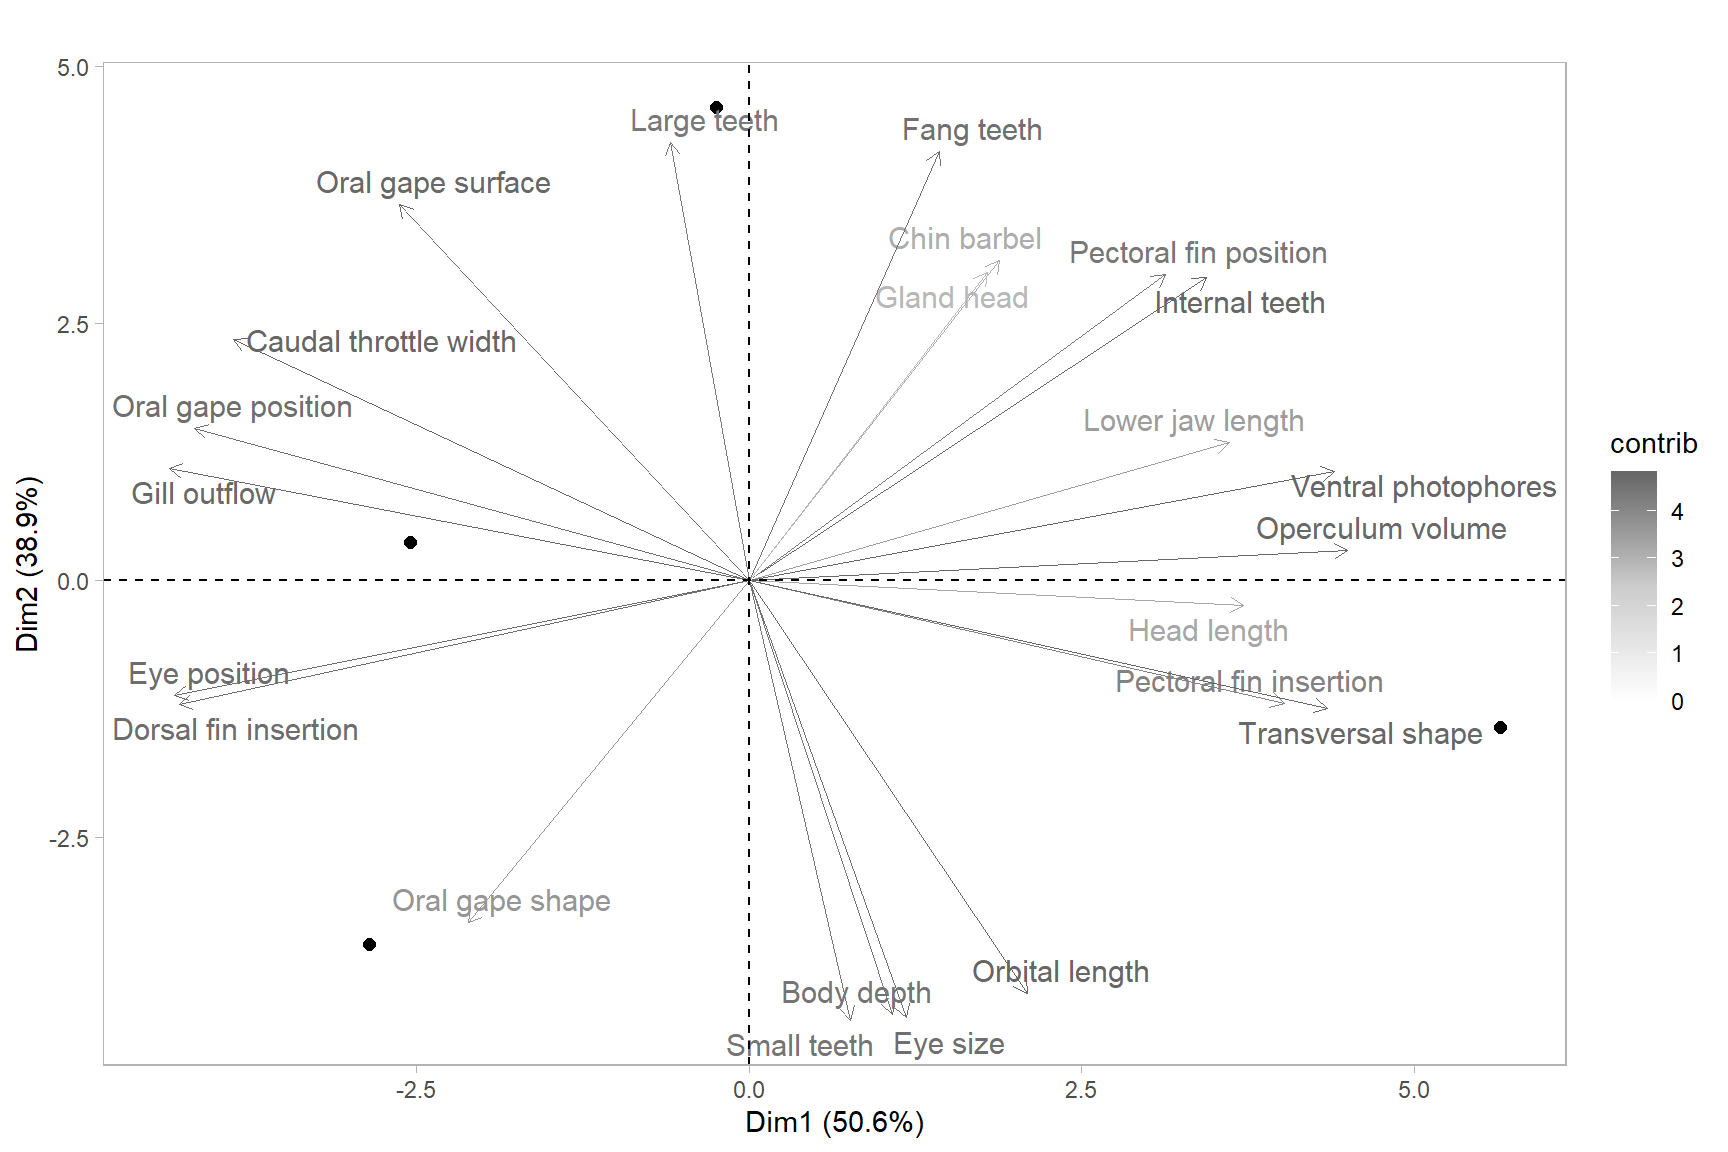 5.0
Large teeth
Fang teeth
Oral gape surface
Chin barbel
Pectoral fin position
Gland head
Internal teeth
2.5
Caudal throttle width
Oral gape position
Lower jaw length
contrib
Gill outflow
Ventral photophores
4
Operculum volume
3
Dim2 (38.9%)
0.0
2
Head length
1
Eye position
Pectoral fin insertion
0
Dorsal fin insertion
Transversal shape
-2.5
Oral gape shape
Orbital length
Body depth
Small teeth
Eye size
-2.5
0.0
2.5
5.0
Dim1 (50.6%)